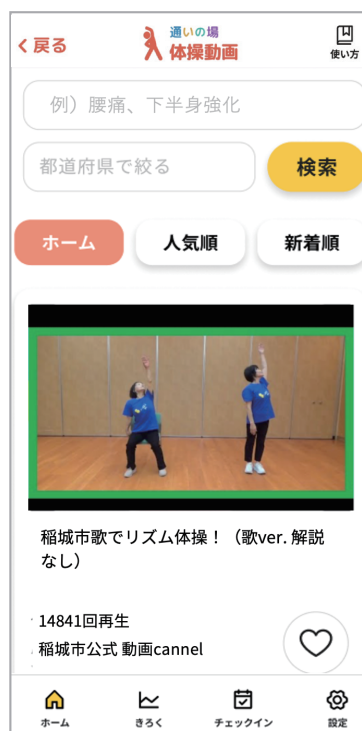 戻る
通いの場
体操動画
使い方
例）腰痛、下半身強化
都道府県で絞る
検索
ホーム
人気順
新着順
稲城市歌でリズム体操！（歌ver. 解説
なし）
14841回再生
稲城市公式 動画cannel
ホーム
きろく
チェックイン
設定